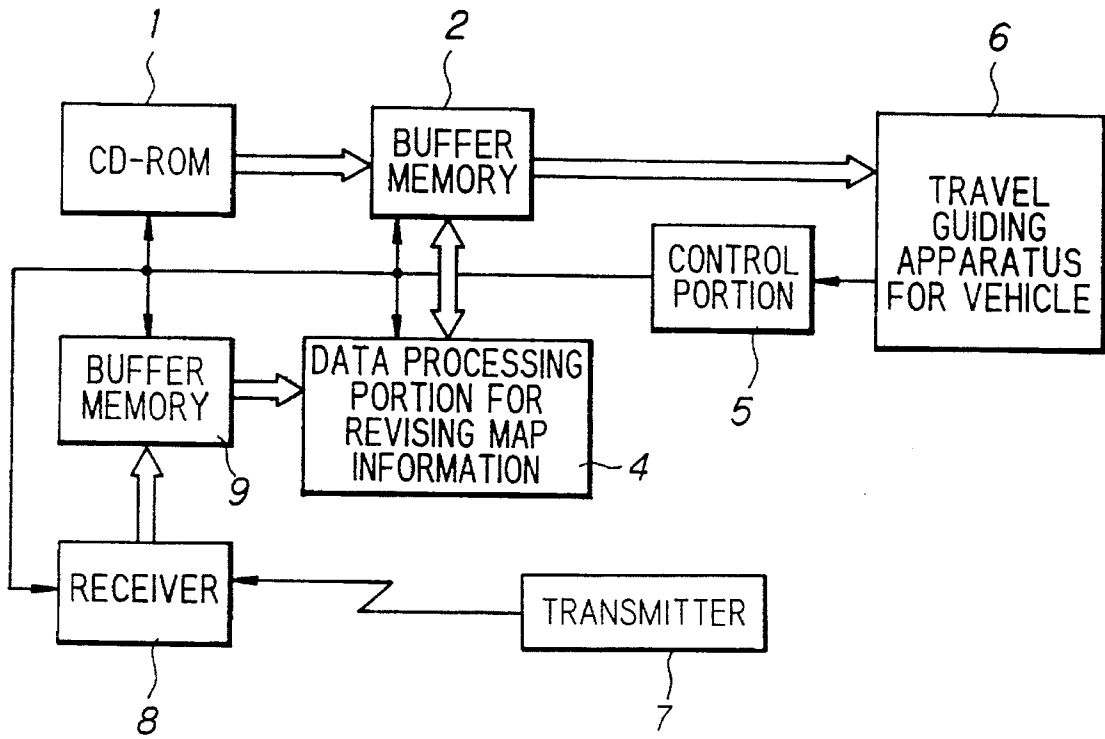 1
2
6
CD-ROM
BUFFER
MEMORY
TRAVEL
GUIDING
APPARATUS
FOR VEHICLE
CONTROL
PORTION
5
BUFFER
MEMORY
9
DATA PROCESSING
PORTION FOR
REVISING MAP
INFORMATION
4
RECEIVER
8
TRANSMITTER
7